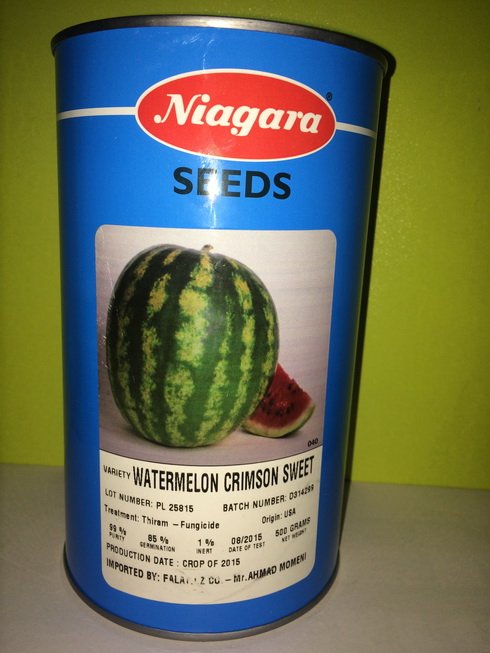 Niagara®
SEEDS
040
VARIETY WATERMELON CRIMSON SWEET
LOT NUMBER: PL 25815 BATCH NUMBER: D314299
Treatment: Thiram – Fungicide Origin: USA
99 % 85 % 1 % 08/2015 500 GRAMS
PURITY GERMINATION INERT DATE OF TEST NET WEIGHT
PRODUCTION DATE : CROP OF 2015
IMPORTED BY: CO. – Mr.AHMAD MOMENI